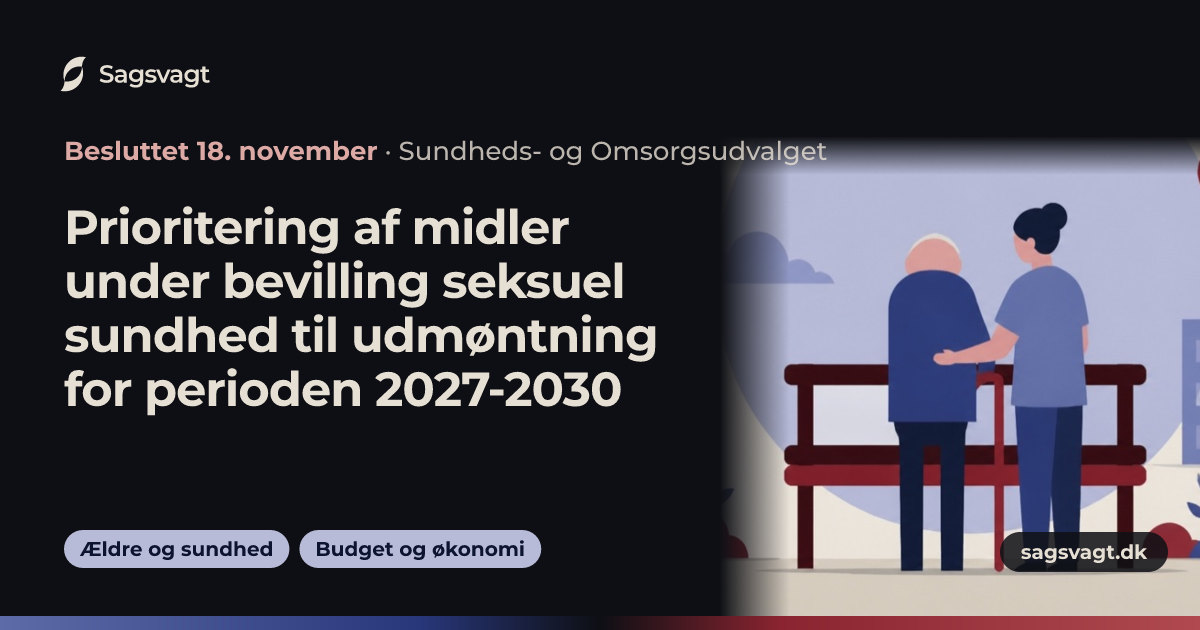 Sagsvagt
Besluttet 18. november · Sundheds- og Omsorgsudvalget
Prioritering af midler
under bevilling seksuel
sundhed til udmøntning
for perioden 2027-2030
Ældre og sundhed
Budget og økonomi
sagsvagt.dk